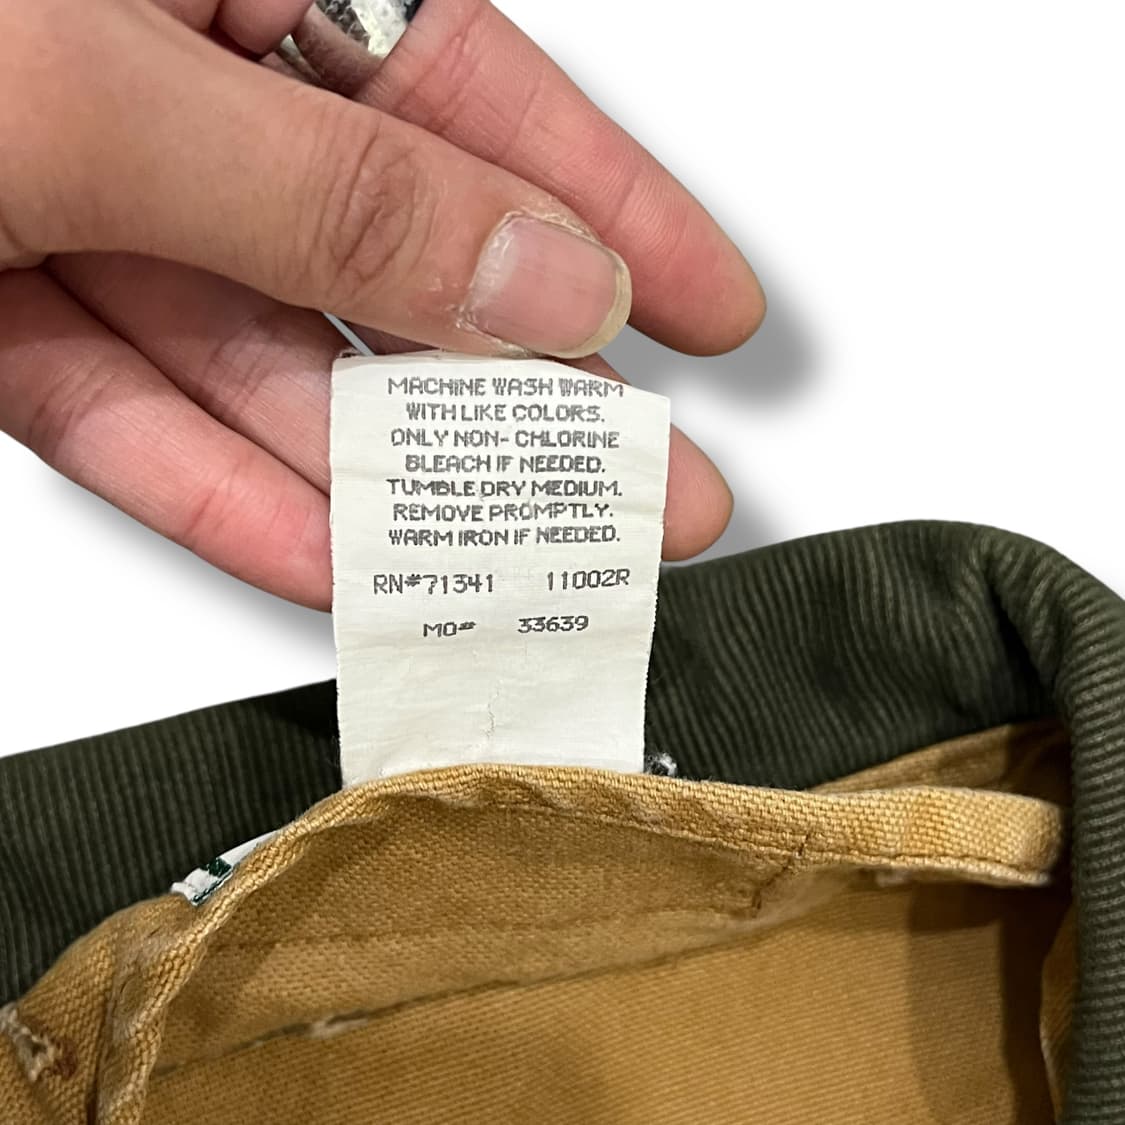 MACHINE WASH WARM
WITH LIKE COLORS.
ONLY NON-CHLORINE
BLEACH IF NEEDED.
TUMBLE DRY MEDIUM.
REMOVE PROMPTLY.
WARM IRON IF NEEDED.
RN#71341 11002R
MO# 33639